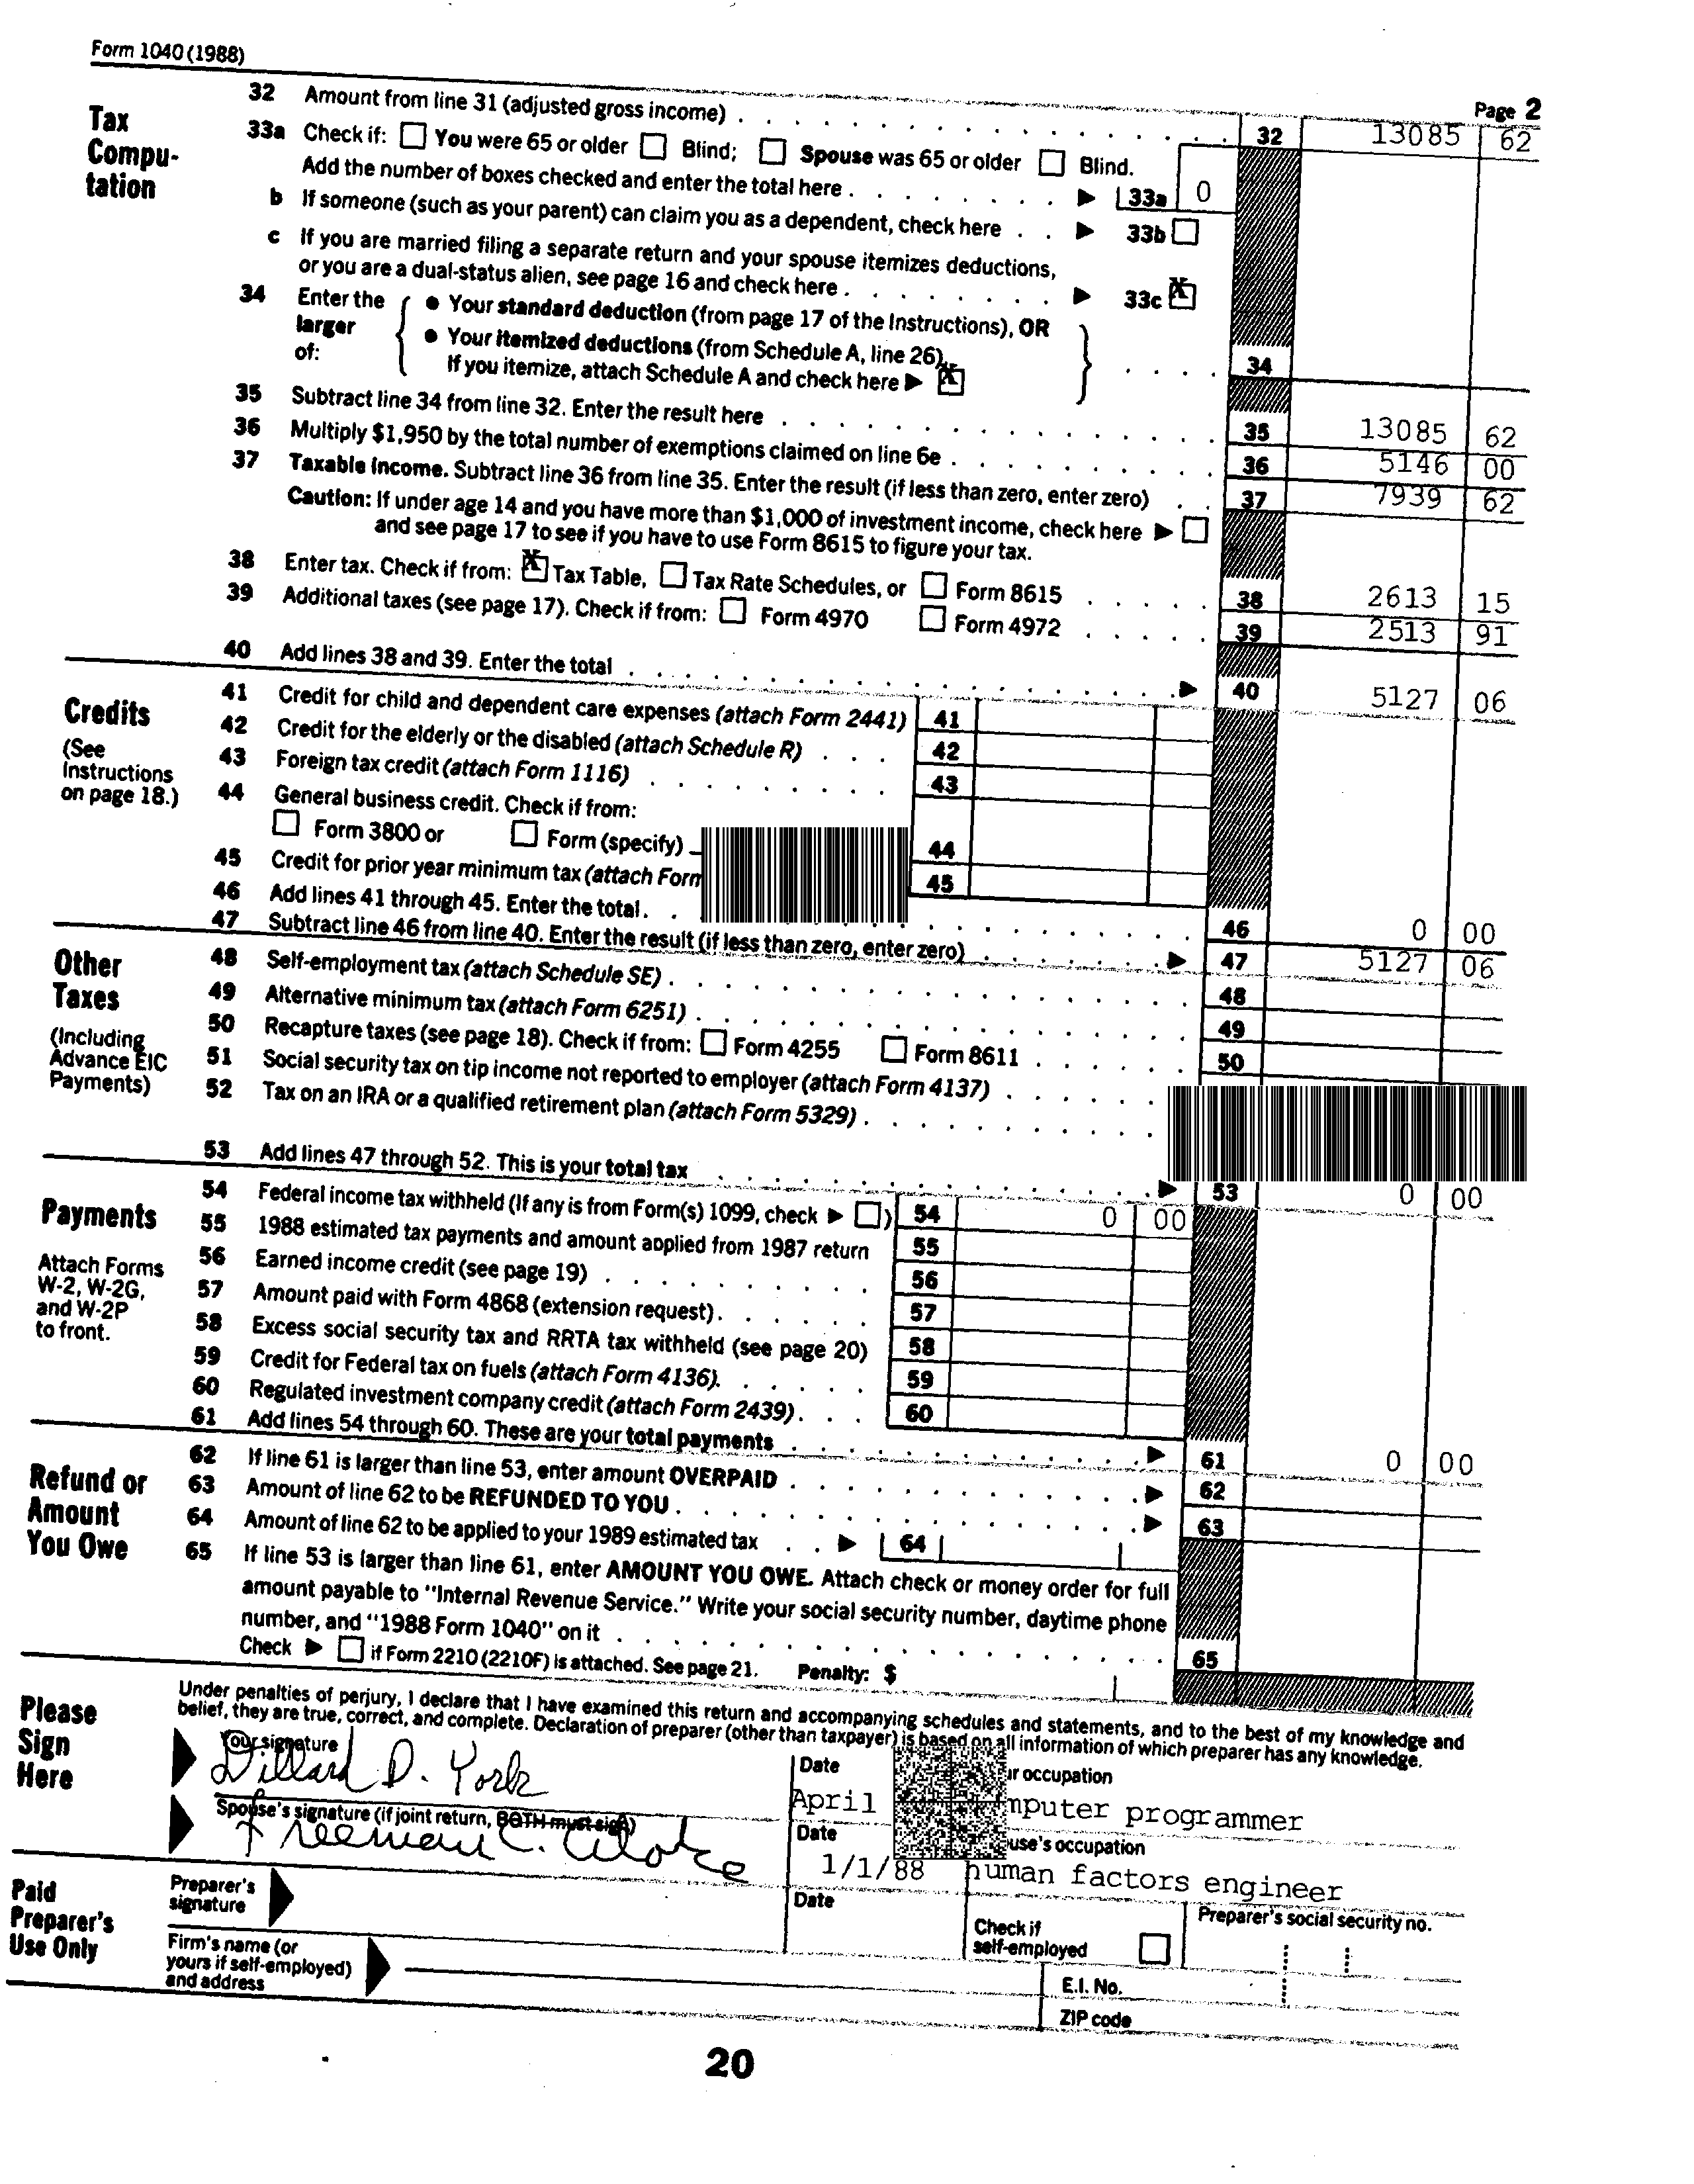 Form 1040 (1988)
Page 2
Tax Compu-tation
32 Amount from line 31 (adjusted gross income) 32 13085 62
33a Check if: You were 65 or older Blind; Spouse was 65 or older Blind.
Add the number of boxes checked and enter the total here 33a 0
b If someone (such as your parent) can claim you as a dependent, check here 33b
c If you are married filing a separate return and your spouse itemizes deductions,
or you are a dual-status alien, see page 16 and check here 33c X
34 Enter the larger of:
• Your standard deduction (from page 17 of the Instructions), OR
• Your itemized deductions (from Schedule A, line 26).
If you itemize, attach Schedule A and check here X 34
35 Subtract line 34 from line 32. Enter the result here 35 13085 62
36 Multiply $1,950 by the total number of exemptions claimed on line 6e 36 5146 00
37 Taxable income. Subtract line 36 from line 35. Enter the result (if less than zero, enter zero) 37 7939 62
Caution: If under age 14 and you have more than $1,000 of investment income, check here
and see page 17 to see if you have to use Form 8615 to figure your tax.
38 Enter tax. Check if from: X Tax Table, Tax Rate Schedules, or Form 8615 38 2613 15
39 Additional taxes (see page 17). Check if from: Form 4970 Form 4972 39 2513 91
40 Add lines 38 and 39. Enter the total 40 5127 06
Credits
(See Instructions on page 18.)
41 Credit for child and dependent care expenses (attach Form 2441) 41
42 Credit for the elderly or the disabled (attach Schedule R) 42
43 Foreign tax credit (attach Form 1116) 43
44 General business credit. Check if from:
Form 3800 or Form (specify) 44
45 Credit for prior year minimum tax (attach Form 45
46 Add lines 41 through 45. Enter the total. 46 0 00
47 Subtract line 46 from line 40. Enter the result (if less than zero, enter zero) 47 5127 06
Other Taxes
(Including Advance EIC Payments)
48 Self-employment tax (attach Schedule SE) 48
49 Alternative minimum tax (attach Form 6251) 49
50 Recapture taxes (see page 18). Check if from: Form 4255 Form 8611 50
51 Social security tax on tip income not reported to employer (attach Form 4137)
52 Tax on an IRA or a qualified retirement plan (attach Form 5329)
53 Add lines 47 through 52. This is your total tax 53 0 00
Payments
Attach Forms W-2, W-2G, and W-2P to front.
54 Federal income tax withheld (If any is from Form(s) 1099, check ) 54 0 00
55 1988 estimated tax payments and amount applied from 1987 return 55
56 Earned income credit (see page 19) 56
57 Amount paid with Form 4868 (extension request) 57
58 Excess social security tax and RRTA tax withheld (see page 20) 58
59 Credit for Federal tax on fuels (attach Form 4136). 59
60 Regulated investment company credit (attach Form 2439) 60
61 Add lines 54 through 60. These are your total payments 61 0 00
Refund or Amount You Owe
62 If line 61 is larger than line 53, enter amount OVERPAID 62
63 Amount of line 62 to be REFUNDED TO YOU 63
64 Amount of line 62 to be applied to your 1989 estimated tax 64
65 If line 53 is larger than line 61, enter AMOUNT YOU OWE. Attach check or money order for full
amount payable to "Internal Revenue Service." Write your social security number, daytime phone
number, and "1988 Form 1040" on it 65
Check if Form 2210 (2210F) is attached. See page 21. Penalty: $
Please Sign Here
Under penalties of perjury, I declare that I have examined this return and accompanying schedules and statements, and to the best of my knowledge and
belief, they are true, correct, and complete. Declaration of preparer (other than taxpayer) is based on all information of which preparer has any knowledge.
Your signature Date ur occupation
Dillard D. York April mputer programmer
Spouse's signature (if joint return, BOTH must sign) Date use's occupation
Freeman C. 1/1/88 human factors engineer
Paid Preparer's Use Only
Preparer's signature Date Check if self-employed Preparer's social security no.
Firm's name (or yours if self-employed) and address E.I. No.
ZIP code
20